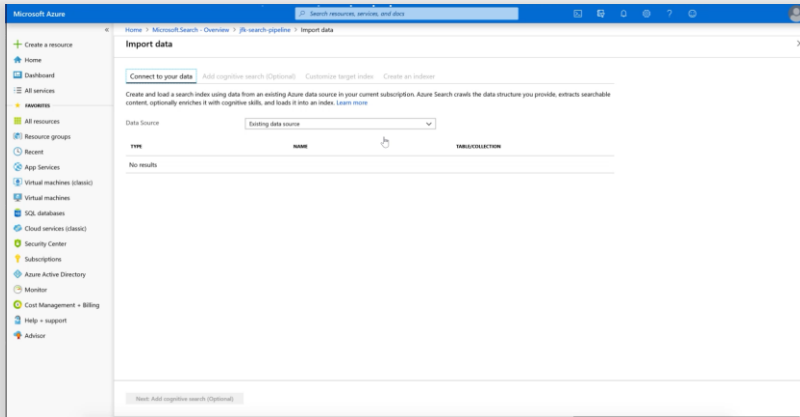 Microsoft Azure
Search resources, services, and docs
Home > Microsoft.Search - Overview > jfk-search-pipeline > Import data
Import data
Create a resource
Home
Dashboard
All services
FAVORITES
All resources
Resource groups
Recent
App Services
Virtual machines (classic)
Virtual machines
SQL databases
Cloud services (classic)
Security Center
Subscriptions
Azure Active Directory
Monitor
Cost Management + Billing
Help + support
Advisor
Connect to your data Add cognitive search (Optional) Customize target index Create an indexer
Create and load a search index using data from an existing Azure data source in your current subscription. Azure Search crawls the data structure you provide, extracts searchable
content, optionally enriches it with cognitive skills, and loads it into an index. Learn more
Data Source Existing data source
TYPE NAME TABLE/COLLECTION
No results
Next: Add cognitive search (Optional)